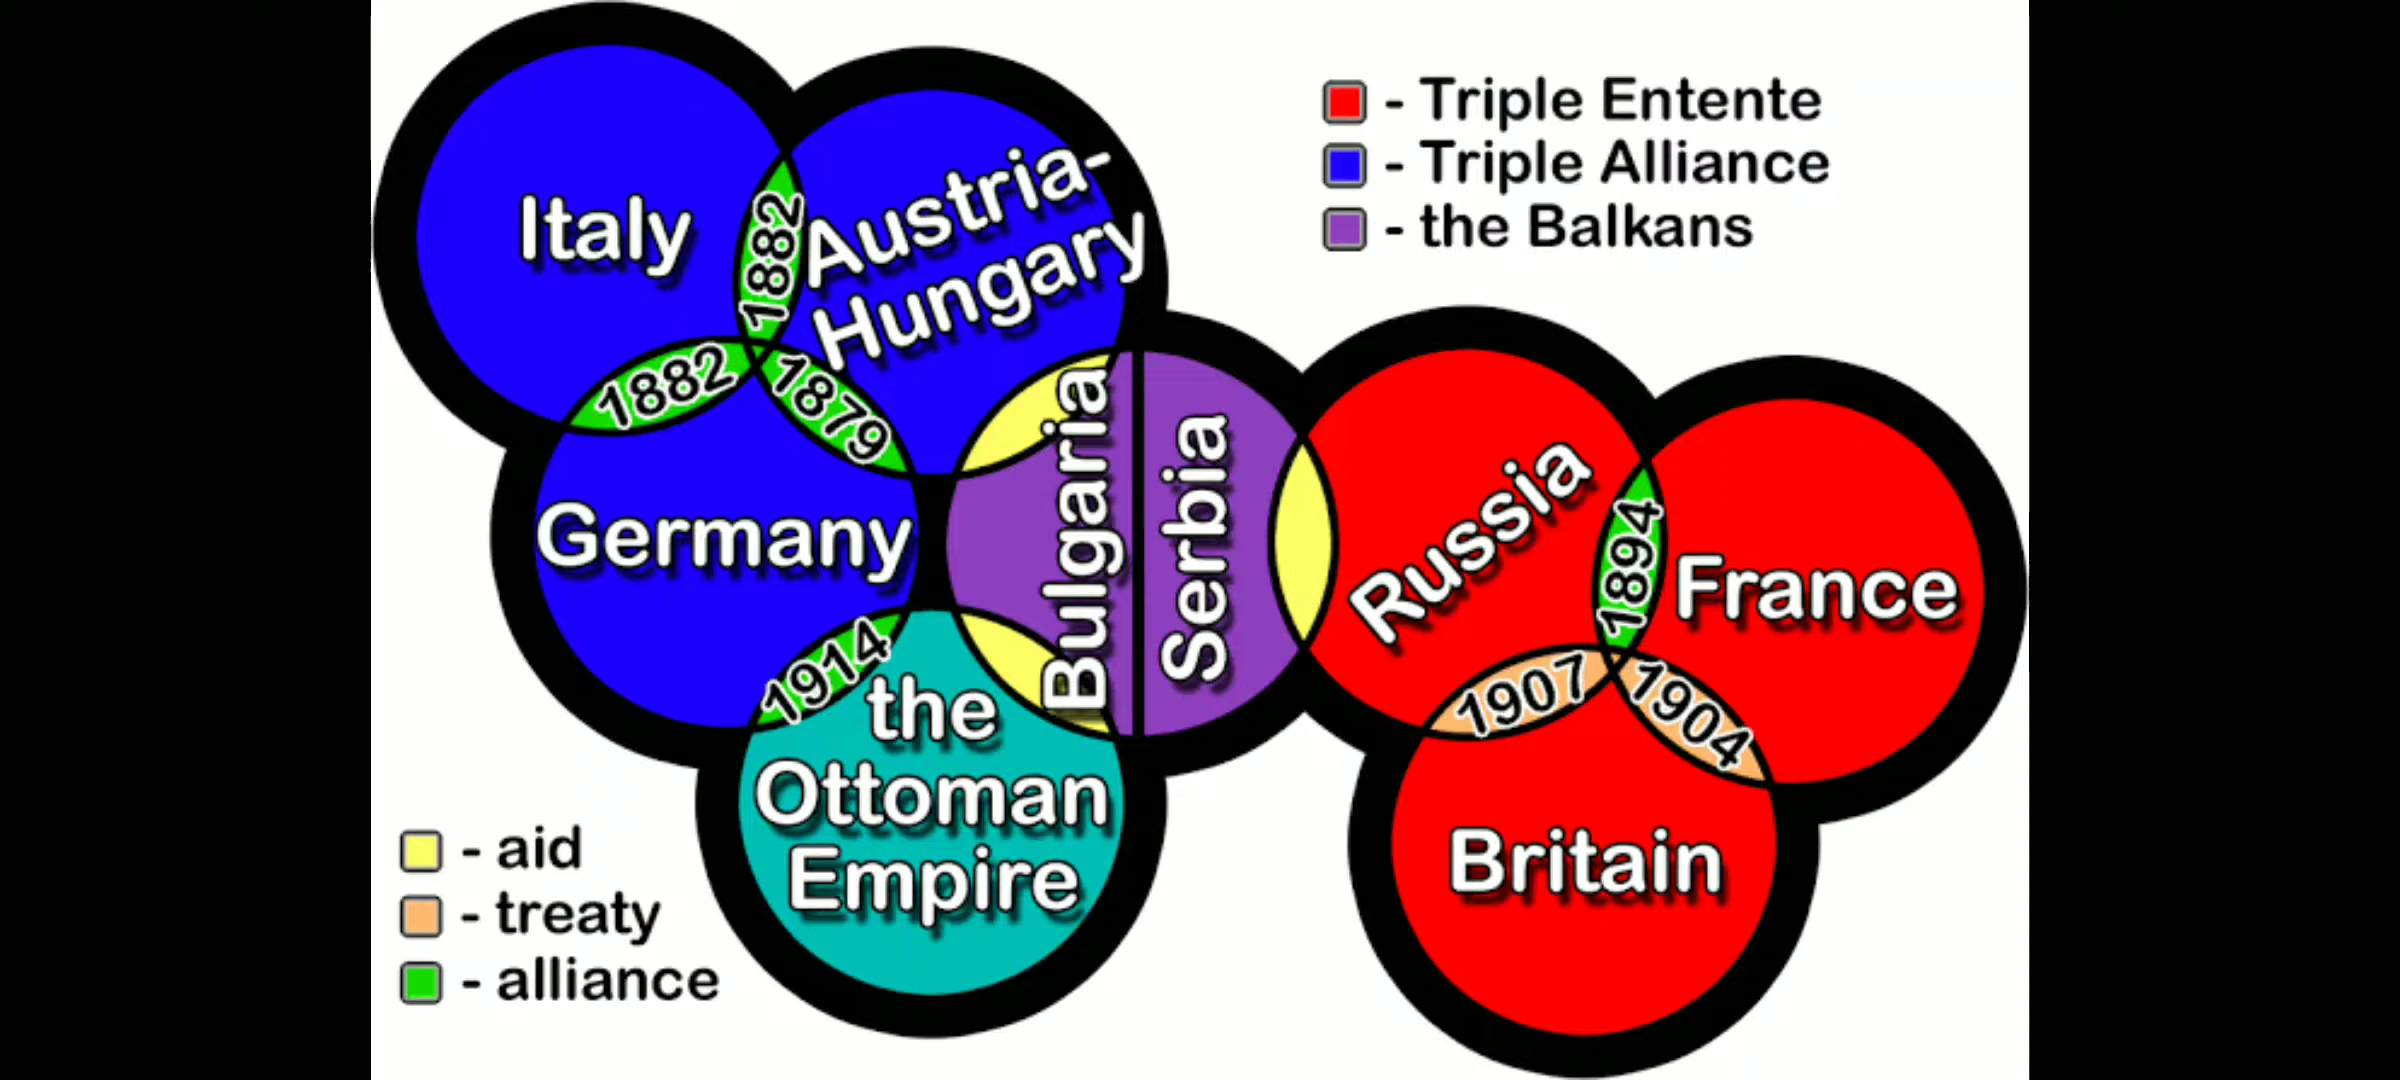 Italy
Austria-
Hungary
1882
1882
1879
Germany
1914
the
Ottoman
Empire
Bulgaria
Serbia
Russia
1894
France
1907
1904
Britain
- Triple Entente
- Triple Alliance
- the Balkans
- aid
- treaty
- alliance